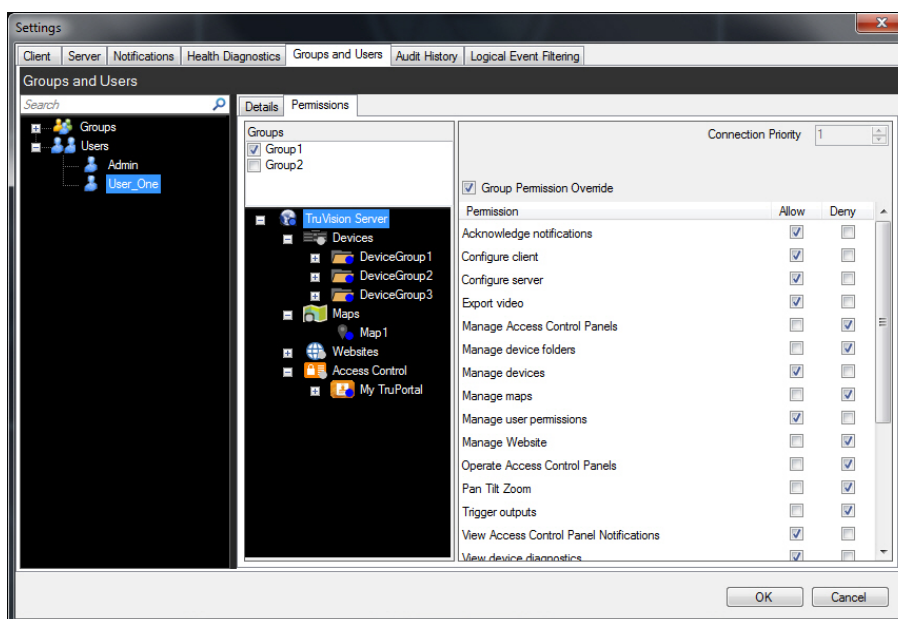 Settings
x
Client Server Notifications Health Diagnostics Groups and Users Audit History Logical Event Filtering
Groups and Users
Search
Groups
Users
Admin
User_One
Details Permissions
Groups
Group1
Group2
TruVision Server
Devices
DeviceGroup1
DeviceGroup2
DeviceGroup3
Maps
Map1
Websites
Access Control
My TruPortal
Connection Priority 1
Group Permission Override
Permission Allow Deny
Acknowledge notifications
Configure client
Configure server
Export video
Manage Access Control Panels
Manage device folders
Manage devices
Manage maps
Manage user permissions
Manage Website
Operate Access Control Panels
Pan Tilt Zoom
Trigger outputs
View Access Control Panel Notifications
View device diagnostics
OK Cancel